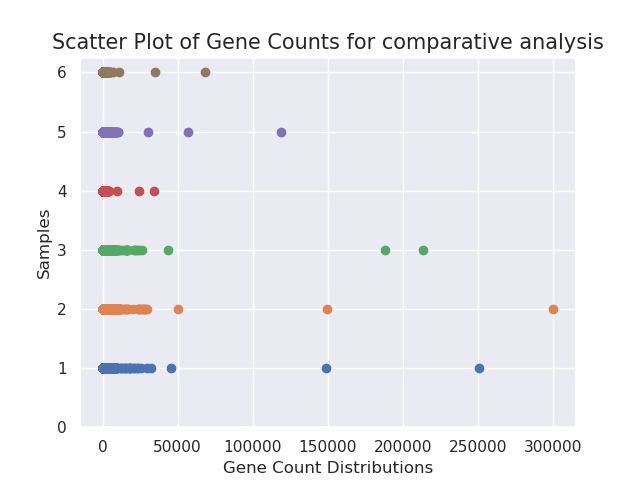 Scatter Plot of Gene Counts for comparative analysis
6
5
4
3
2
1
0
Samples
0 50000 100000 150000 200000 250000 300000
Gene Count Distributions